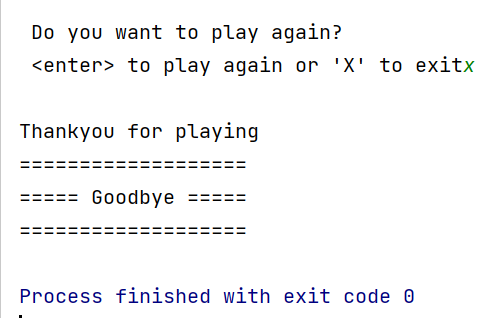 Do you want to play again?
<enter> to play again or 'X' to exitx
Thankyou for playing
===================
===== Goodbye =====
===================
Process finished with exit code 0